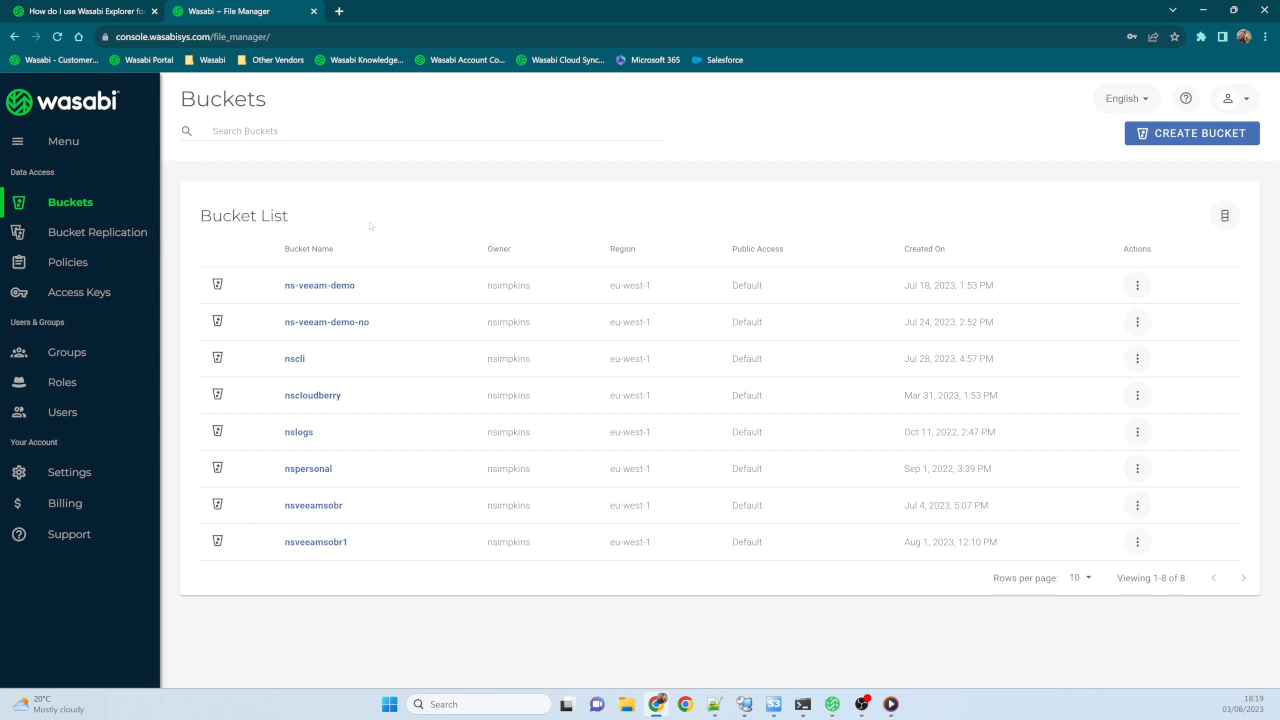 How do I use Wasabi Explorer fo
Wasabi ~ File Manager
console.wasabisys.com/file_manager/
Wasabi - Customer...
Wasabi Portal
Wasabi
Other Vendors
Wasabi Knowledge...
Wasabi Account Co...
Wasabi Cloud Sync...
Microsoft 365
Salesforce
wasabi
Menu
Data Access
Buckets
Bucket Replication
Policies
Access Keys
Users & Groups
Groups
Roles
Users
Your Account
Settings
Billing
Support
Buckets
English
Search Buckets
CREATE BUCKET
Bucket List
Bucket Name Owner Region Public Access Created On Actions
ns-veeam-demo nsimpkins eu-west-1 Default Jul 18, 2023, 1:53 PM
ns-veeam-demo-no nsimpkins eu-west-1 Default Jul 24, 2023, 2:52 PM
nscli nsimpkins eu-west-1 Default Jul 28, 2023, 4:57 PM
nscloudberry nsimpkins eu-west-1 Default Mar 31, 2023, 1:53 PM
nslogs nsimpkins eu-west-1 Default Oct 11, 2022, 2:47 PM
nspersonal nsimpkins eu-west-1 Default Sep 1, 2022, 3:39 PM
nsveeamsobr nsimpkins eu-west-1 Default Jul 4, 2023, 5:07 PM
nsveeamsobr1 nsimpkins eu-west-1 Default Aug 1, 2023, 12:10 PM
Rows per page: 10 Viewing 1-8 of 8
20°C
Mostly cloudy
Search
S3
18:19
03/08/2023